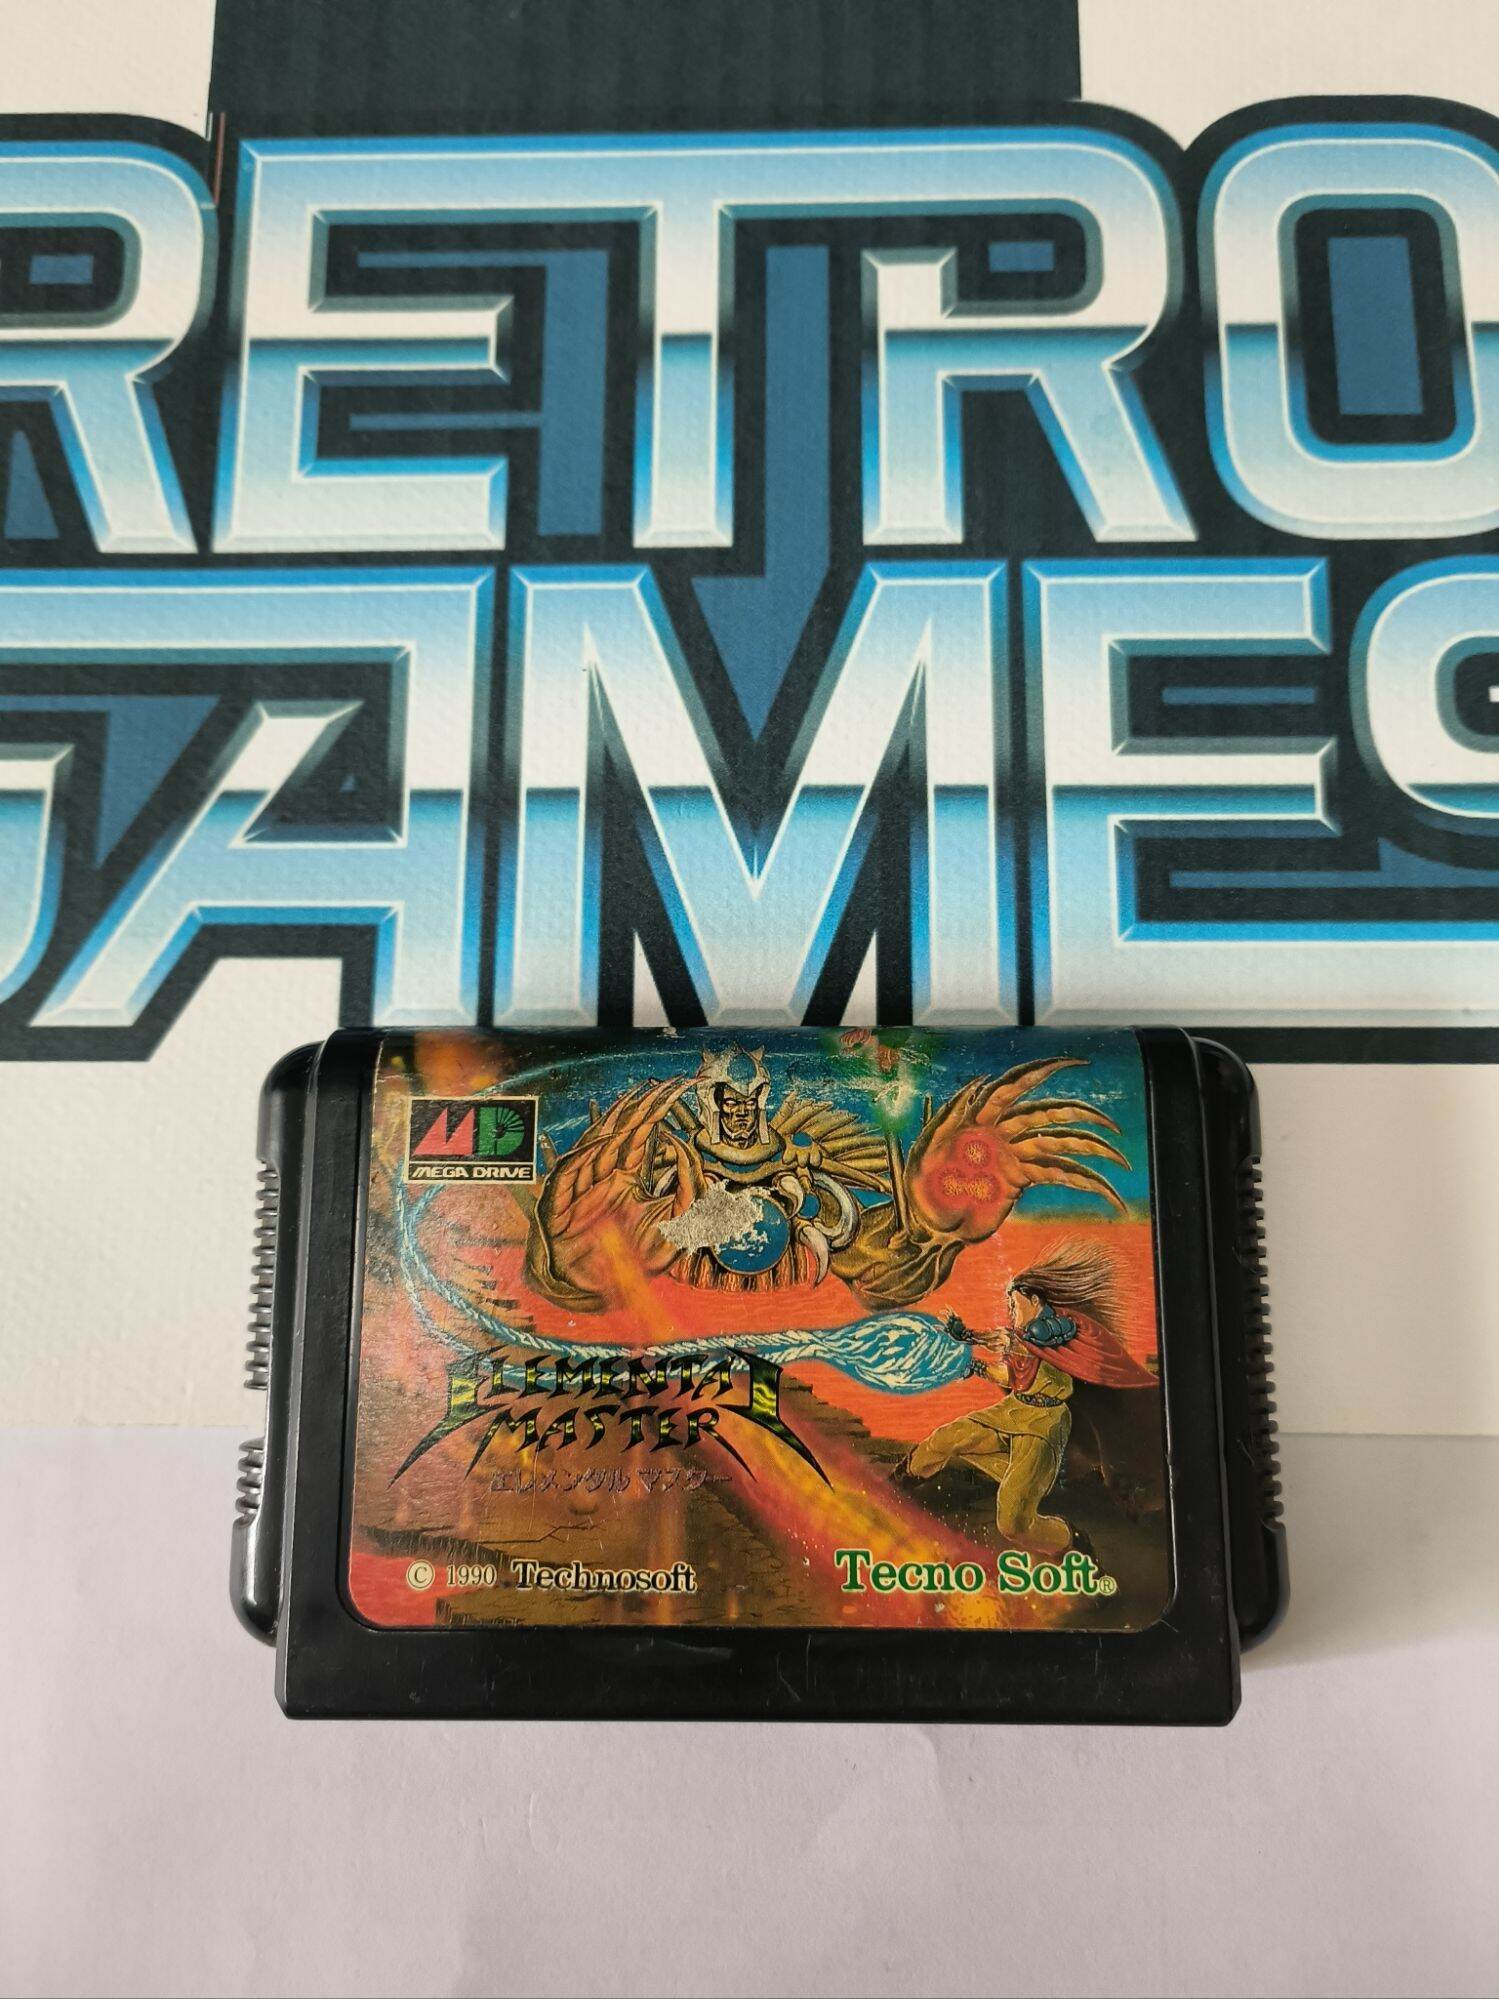 RETRO
GAMES
MD
MEGA DRIVE
ELEMENTAL
MASTER
エレメンタル マスター
© 1990 Technosoft
Tecno Soft®